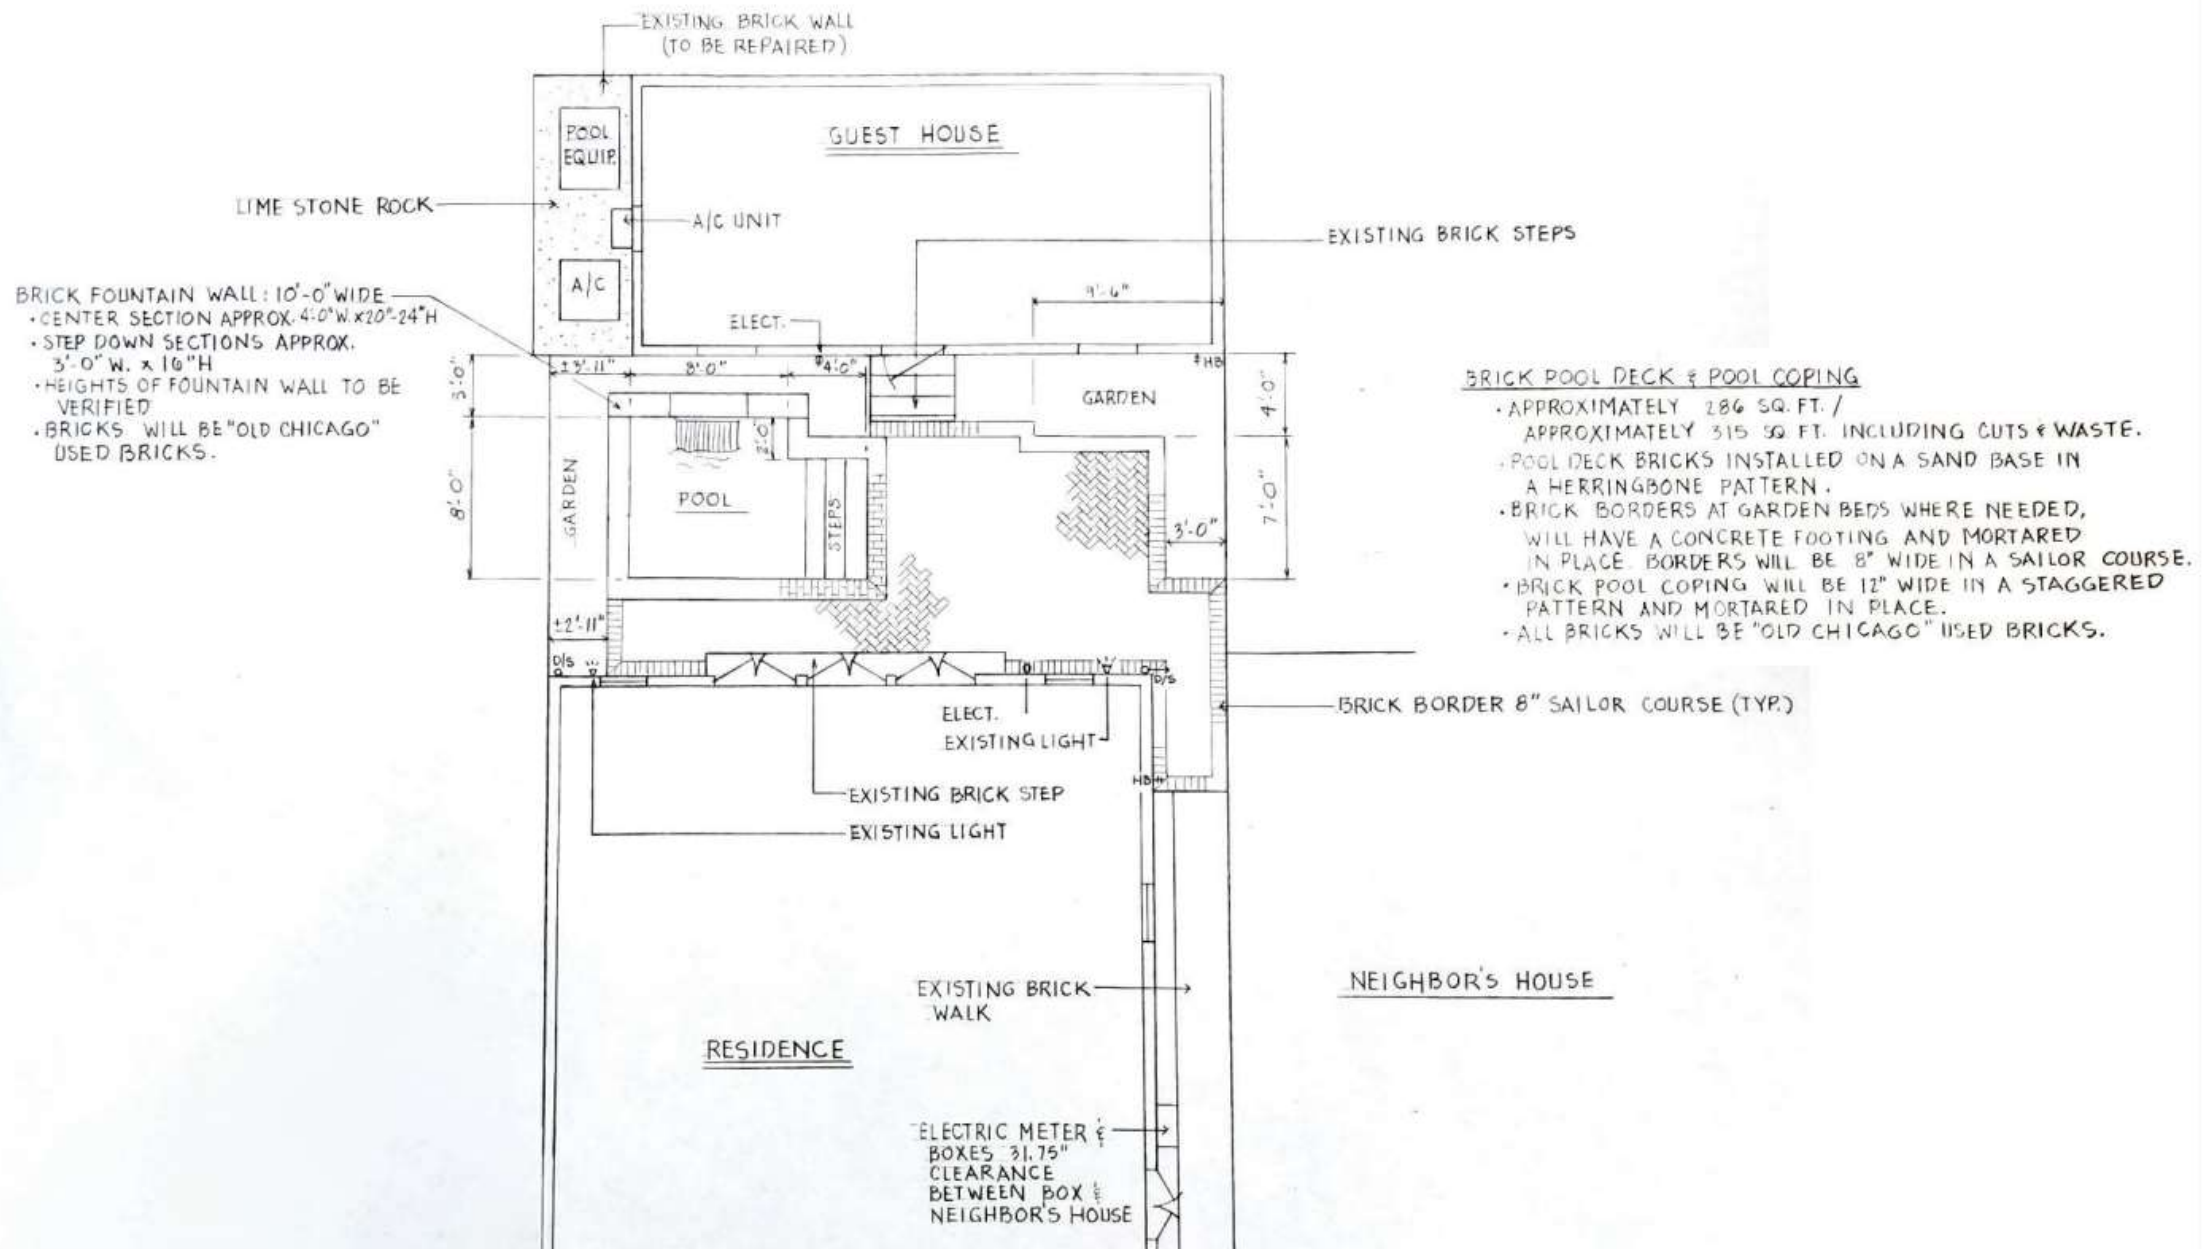 EXISTING BRICK WALL
(TO BE REPAIRED)
POOL
EQUIP.
GUEST HOUSE
LIME STONE ROCK
A/C UNIT
EXISTING BRICK STEPS
A/C
9'-6"
BRICK FOUNTAIN WALL: 10'-0" WIDE
• CENTER SECTION APPROX. 4'-0" W. x 20"-24" H
• STEP DOWN SECTIONS APPROX.
3'-0" W. x 16" H
• HEIGHTS OF FOUNTAIN WALL TO BE
VERIFIED
• BRICKS WILL BE "OLD CHICAGO"
USED BRICKS.
ELECT.
3'-0"
±3'-11"
8'-0"
4'-0"
HB
GARDEN
4'-0"
BRICK POOL DECK & POOL COPING
• APPROXIMATELY 286 SQ. FT. /
APPROXIMATELY 315 SQ FT. INCLUDING CUTS & WASTE.
• POOL DECK BRICKS INSTALLED ON A SAND BASE IN
A HERRINGBONE PATTERN.
• BRICK BORDERS AT GARDEN BEDS WHERE NEEDED,
WILL HAVE A CONCRETE FOOTING AND MORTARED
IN PLACE. BORDERS WILL BE 8" WIDE IN A SAILOR COURSE.
• BRICK POOL COPING WILL BE 12" WIDE IN A STAGGERED
PATTERN AND MORTARED IN PLACE.
• ALL BRICKS WILL BE "OLD CHICAGO" USED BRICKS.
2'-0"
8'-0"
GARDEN
POOL
STEPS
7'-0"
3'-0"
±2'-11"
D/S
D/S
BRICK BORDER 8" SAILOR COURSE (TYP.)
ELECT.
EXISTING LIGHT
HB
EXISTING BRICK STEP
EXISTING LIGHT
EXISTING BRICK
WALK
NEIGHBOR'S HOUSE
RESIDENCE
ELECTRIC METER &
BOXES 31.75"
CLEARANCE
BETWEEN BOX &
NEIGHBOR'S HOUSE